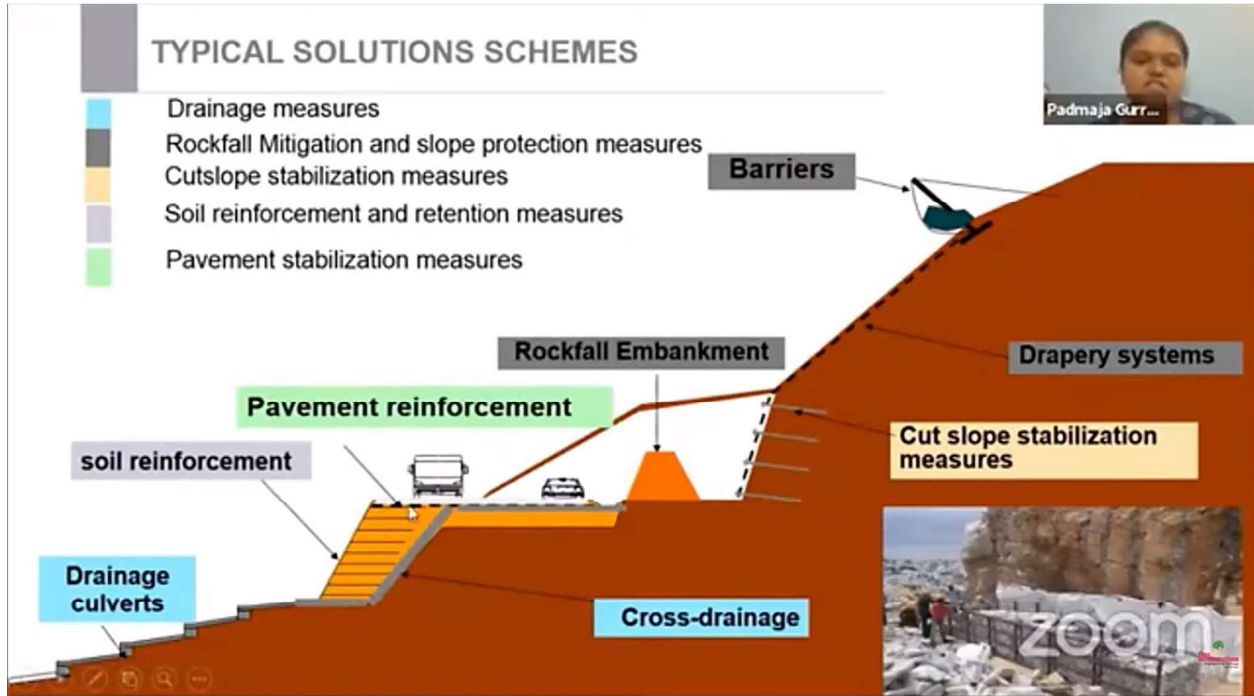 TYPICAL SOLUTIONS SCHEMES
Padmaja Gurr...
Drainage measures
Rockfall Mitigation and slope protection measures
Cutslope stabilization measures
Soil reinforcement and retention measures
Pavement stabilization measures
Barriers
Rockfall Embankment
Drapery systems
Pavement reinforcement
Cut slope stabilization
measures
soil reinforcement
Drainage
culverts
Cross-drainage
zoom